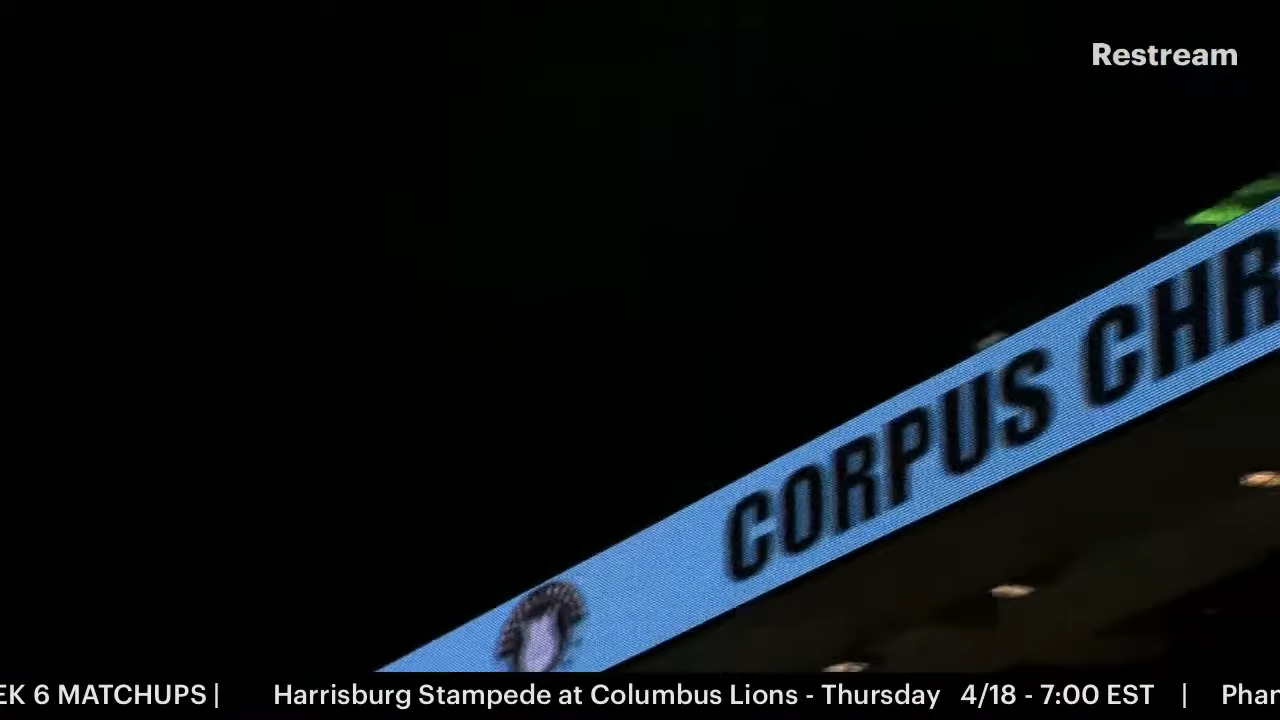 Restream
CORPUS CHR
EK 6 MATCHUPS | Harrisburg Stampede at Columbus Lions - Thursday 4/18 - 7:00 EST | Phar